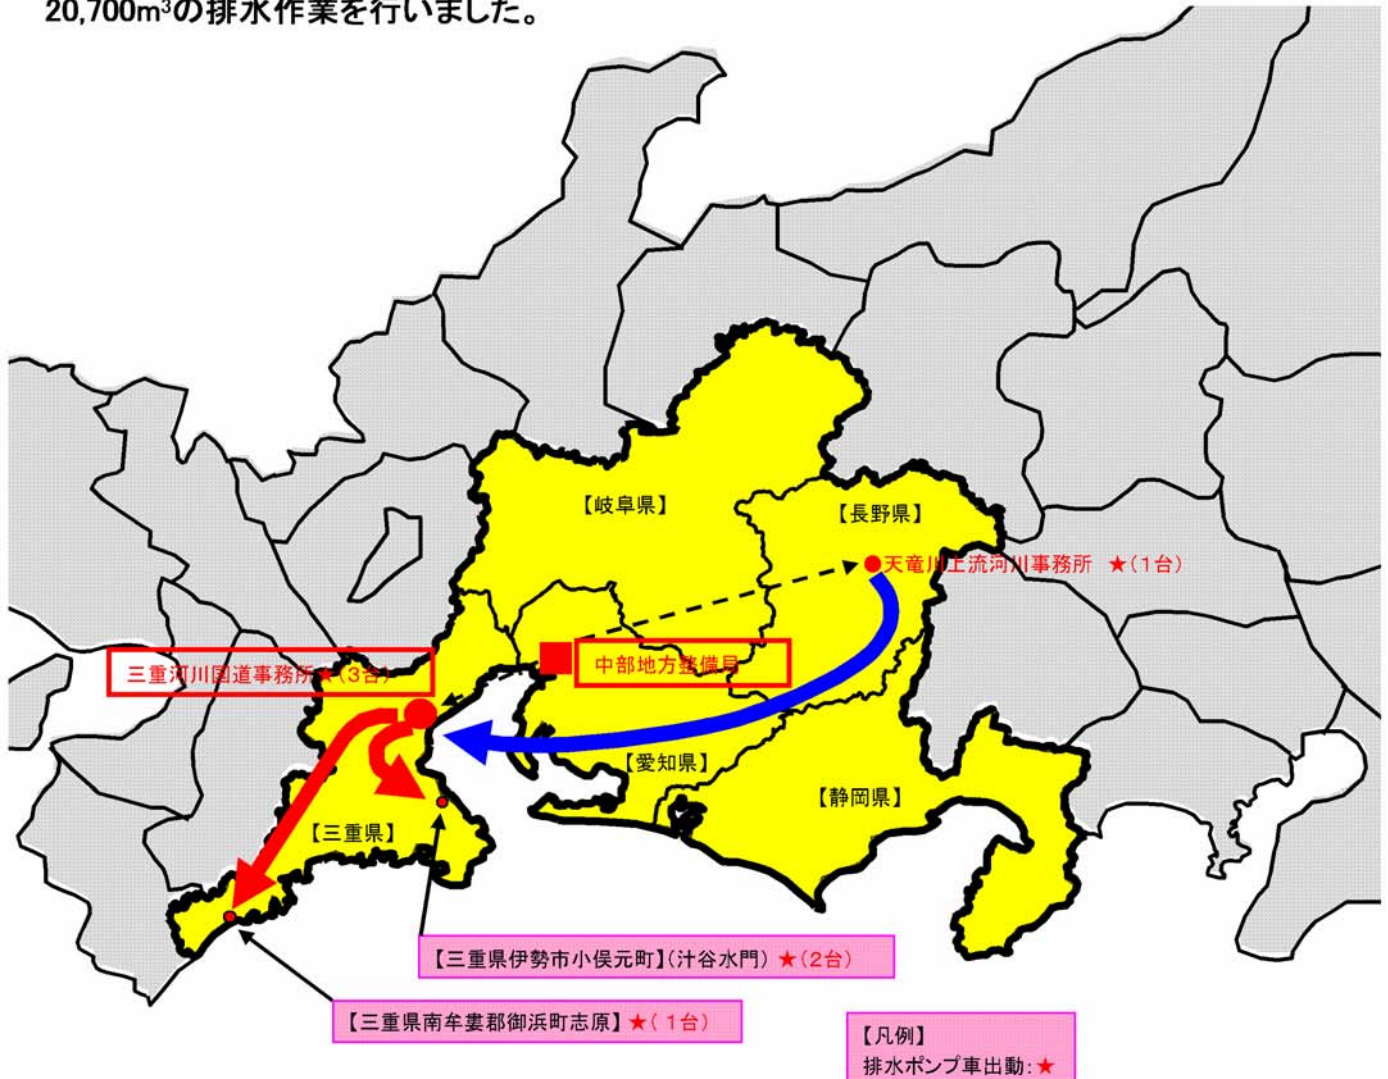 20,700m³の排水作業を行いました。
【岐阜県】
【長野県】
天竜川上流河川事務所 ★(1台)
三重河川国道事務所★(3台)
中部地方整備局
【愛知県】
【静岡県】
【三重県】
【三重県伊勢市小俣元町】(汁谷水門) ★(2台)
【三重県南牟婁郡御浜町志原】 ★( 1台)
【凡例】
排水ポンプ車出動:★